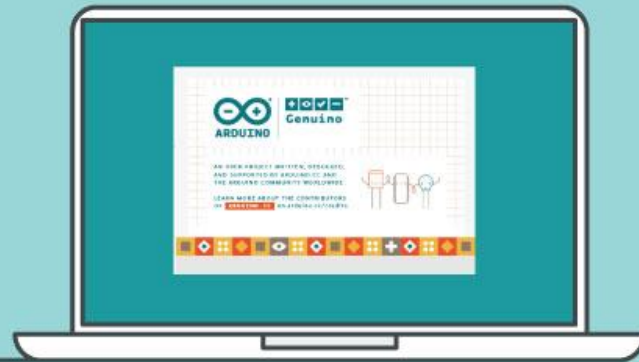 ARDUINO
Genuino
AN OPEN PROJECT WRITTEN, DEBUGGED,
AND SUPPORTED BY ARDUINO.CC AND
THE ARDUINO COMMUNITY WORLDWIDE
LEARN MORE ABOUT THE CONTRIBUTORS
OF ARDUINO.CC